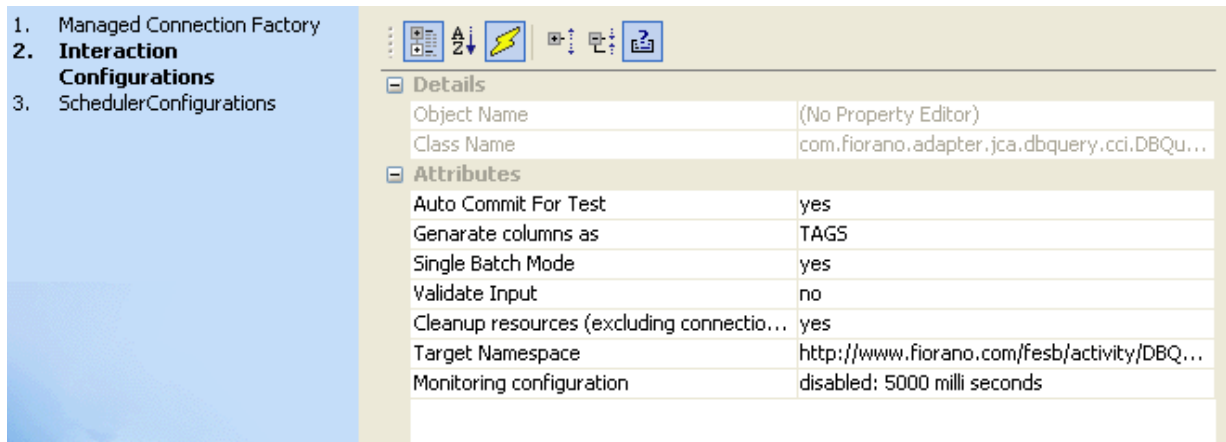 1. Managed Connection Factory
2. Interaction
Configurations
3. SchedulerConfigurations
A
Z
Details
Object Name (No Property Editor)
Class Name com.fiorano.adapter.jca.dbquery.cci.DBQu...
Attributes
Auto Commit For Test yes
Genarate columns as TAGS
Single Batch Mode yes
Validate Input no
Cleanup resources (excluding connectio... yes
Target Namespace http://www.fiorano.com/fesb/activity/DBQ...
Monitoring configuration disabled: 5000 milli seconds